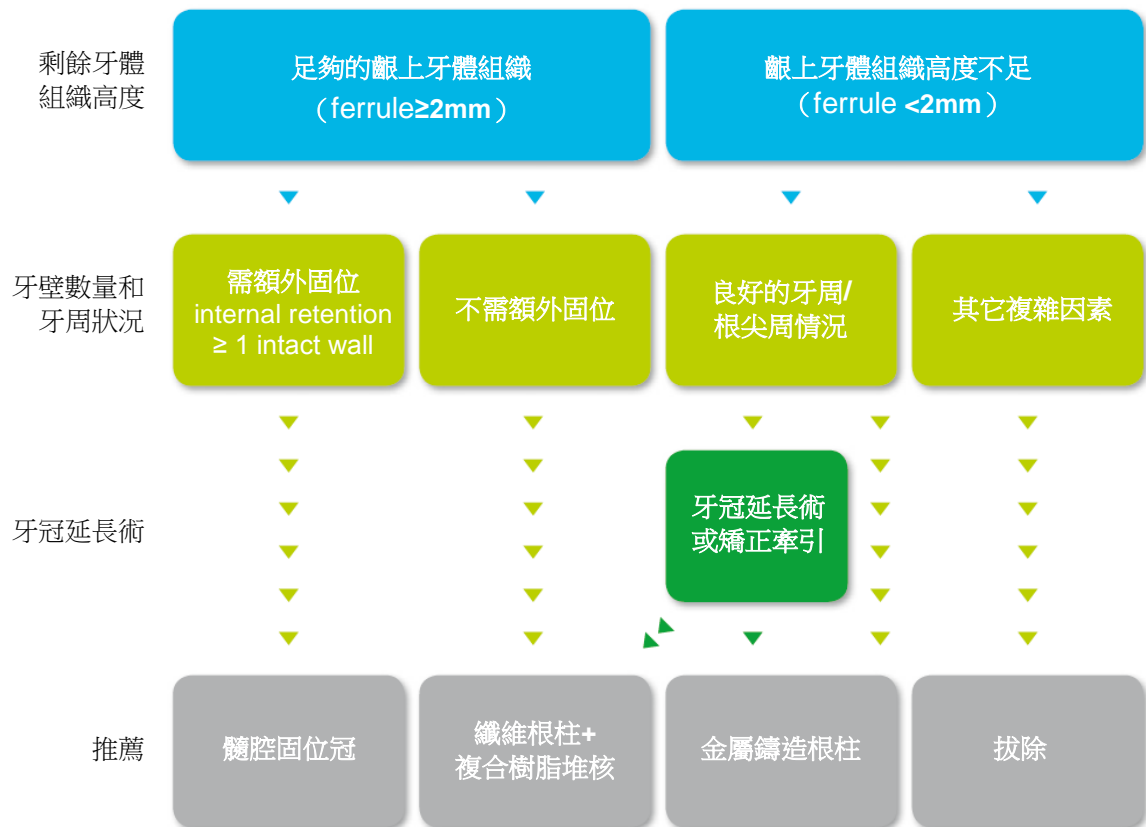 剩餘牙體
組織高度
足夠的齦上牙體組織
（ferrule≥2mm）
齦上牙體組織高度不足
（ferrule <2mm）
牙壁數量和
牙周狀況
需額外固位
internal retention
≥ 1 intact wall
不需額外固位
良好的牙周/
根尖周情況
其它複雜因素
牙冠延長術
牙冠延長術
或矯正牽引
推薦
髓腔固位冠
纖維根柱+
複合樹脂堆核
金屬鑄造根柱
拔除